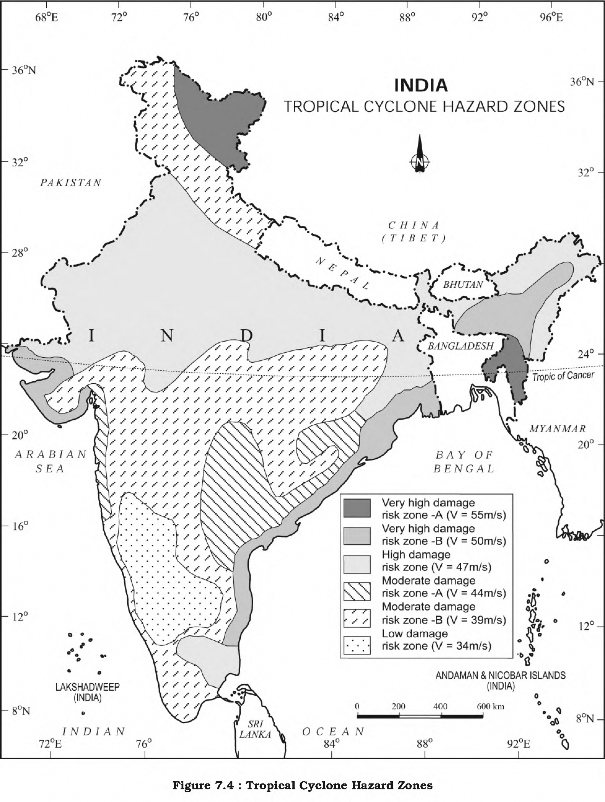 68°E 72° 76° 80° 84° 88° 92° 96°E
36°N
36°N
INDIA
TROPICAL CYCLONE HAZARD ZONES
N
32°
32°
PAKISTAN
CHINA
(TIBET)
28°
28°
NEPAL
BHUTAN
INDIA
BANGLADESH
24°
Tropic of Cancer
20°
20°
ARABIAN
SEA
BAY OF
BENGAL
MYANMAR
Very high damage
risk zone -A (V = 55m/s)
Very high damage
risk zone -B (V = 50m/s)
High damage
risk zone (V = 47m/s)
Moderate damage
risk zone -A (V = 44m/s)
Moderate damage
risk zone -B (V = 39m/s)
Low damage
risk zone (V = 34m/s)
16°
16°
12°
12°
LAKSHADWEEP
(INDIA)
ANDAMAN & NICOBAR ISLANDS
(INDIA)
0 200 400 600 km
8°N
8°N
INDIAN OCEAN
SRI
LANKA
72°E 76° 84° 88° 92°E
Figure 7.4 : Tropical Cyclone Hazard Zones